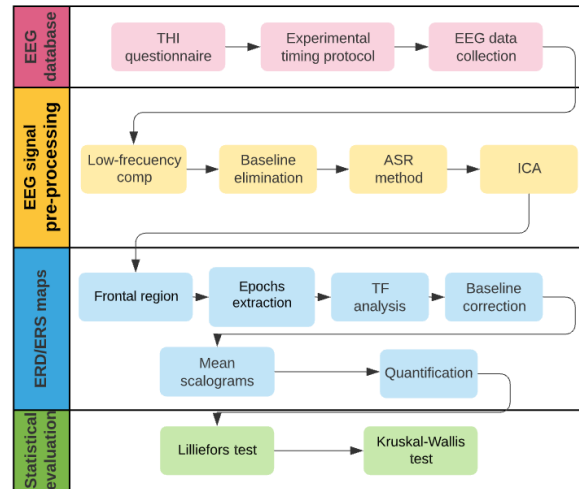 EEG
database
THI
questionnaire
Experimental
timing protocol
EEG data
collection
EEG signal
pre-processing
Low-frecuency
comp
Baseline
elimination
ASR
method
ICA
ERD/ERS maps
Frontal region
Epochs
extraction
TF
analysis
Baseline
correction
Mean
scalograms
Quantification
Statistical
evaluation
Lilliefors test
Kruskal-Wallis
test